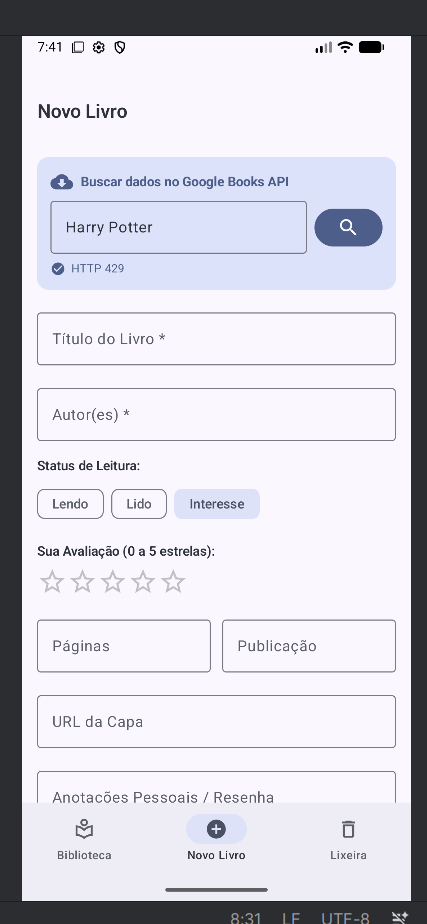 7:41
Novo Livro
Buscar dados no Google Books API
Harry Potter
HTTP 429
Título do Livro *
Autor(es) *
Status de Leitura:
Lendo Lido Interesse
Sua Avaliação (0 a 5 estrelas):
Páginas Publicação
URL da Capa
Anotações Pessoais / Resenha
Biblioteca Novo Livro Lixeira
8:31 LF UTF-8